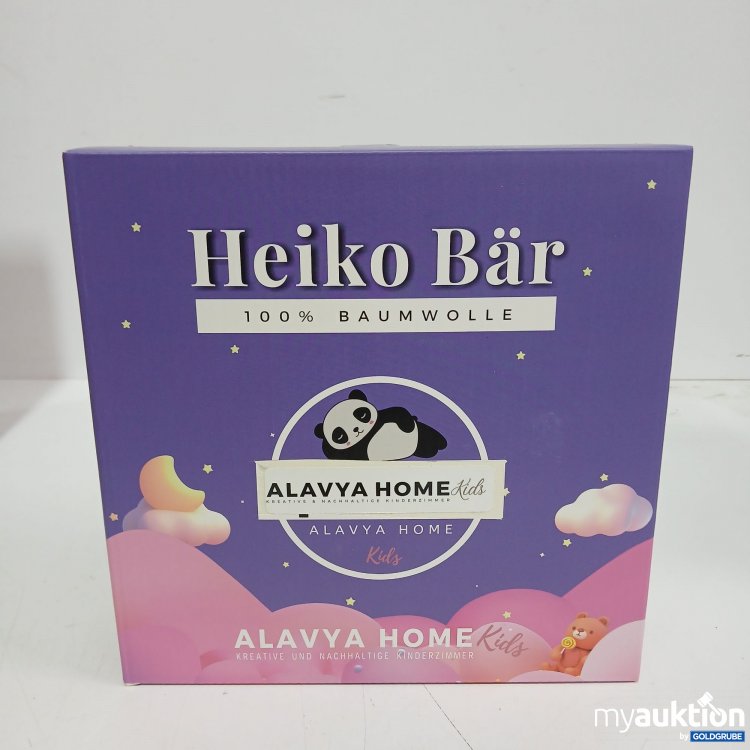 Heiko Bär
100% BAUMWOLLE
ALAVYA HOME Kids
KREATIVE & NACHHALTIGE KINDERZIMMER
ALAVYA HOME
Kids
ALAVYA HOME Kids
KREATIVE UND NACHHALTIGE KINDERZIMMER
myauktion
by GOLDGRUBE